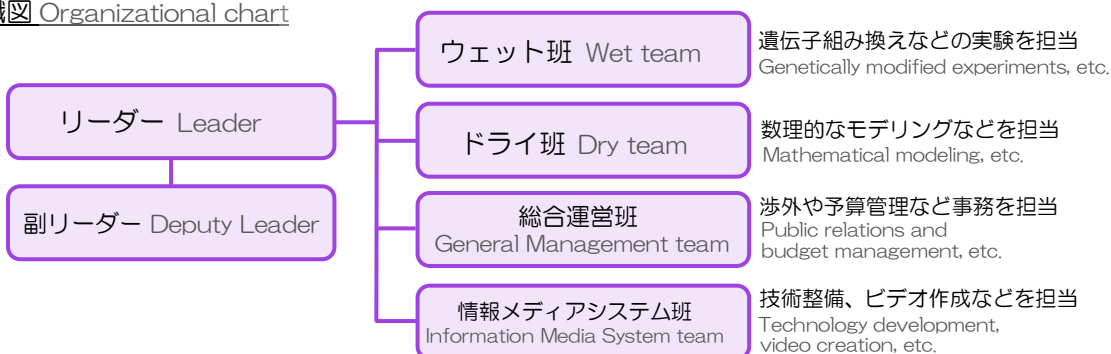 図 Organizational chart
リーダー Leader
副リーダー Deputy Leader
ウェット班 Wet team
遺伝子組み換えなどの実験を担当
Genetically modified experiments, etc.
ドライ班 Dry team
数理的なモデリングなどを担当
Mathematical modeling, etc.
総合運営班
General Management team
渉外や予算管理など事務を担当
Public relations and
budget management, etc.
情報メディアシステム班
Information Media System team
技術整備、ビデオ作成などを担当
Technology development,
video creation, etc.